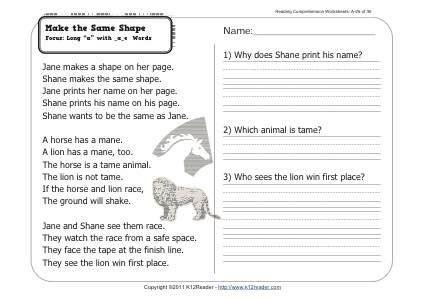 Reading Comprehension Worksheets: A-26 of 36
Make the Same Shape
Focus: Long "a" with _a_e Words
Name:
Jane makes a shape on her page.
Shane makes the same shape.
Jane prints her name on her page.
Shane prints his name on his page.
Shane wants to be the same as Jane.
A horse has a mane.
A lion has a mane, too.
The horse is a tame animal.
The lion is not tame.
If the horse and lion race,
The ground will shake.
Jane and Shane see them race.
They watch the race from a safe space.
They face the tape at the finish line.
They see the lion win first place.
1) Why does Shane print his name?
2) Which animal is tame?
3) Who sees the lion win first place?
Copyright ©2011 K12Reader - http://www.k12reader.com